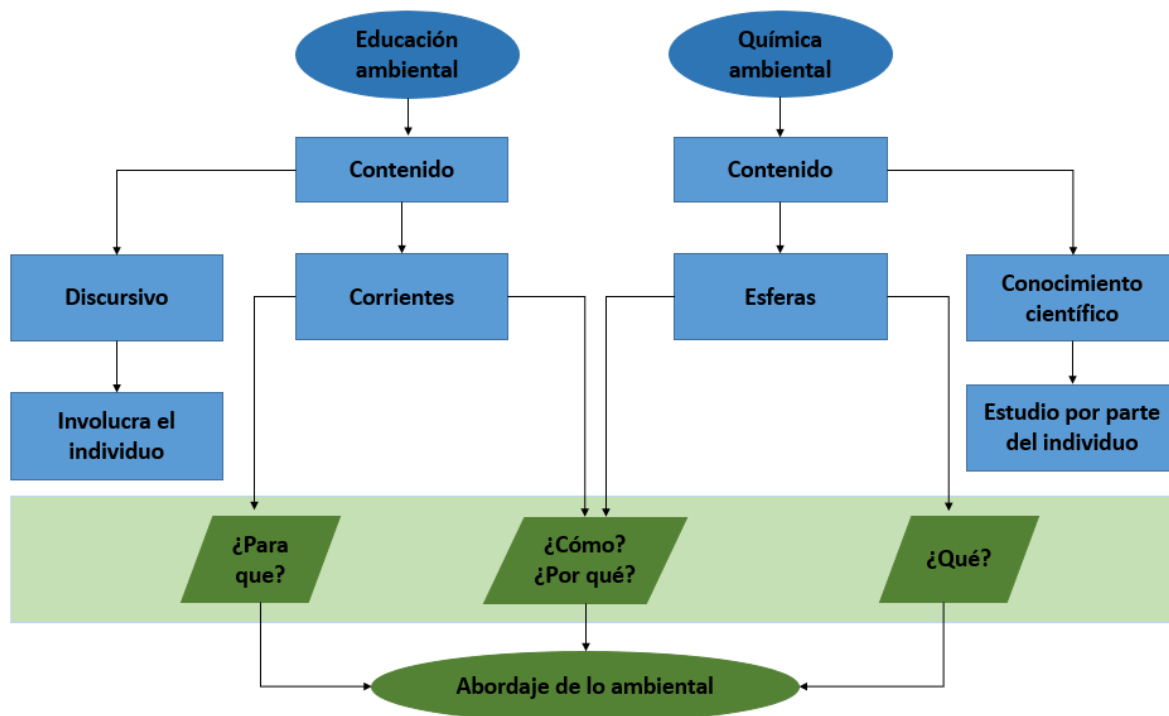 Educación
ambiental
Química
ambiental
Contenido
Contenido
Discursivo
Corrientes
Esferas
Conocimiento
científico
Involucra el
individuo
Estudio por parte
del individuo
¿Para
que?
¿Cómo?
¿Por qué?
¿Qué?
Abordaje de lo ambiental